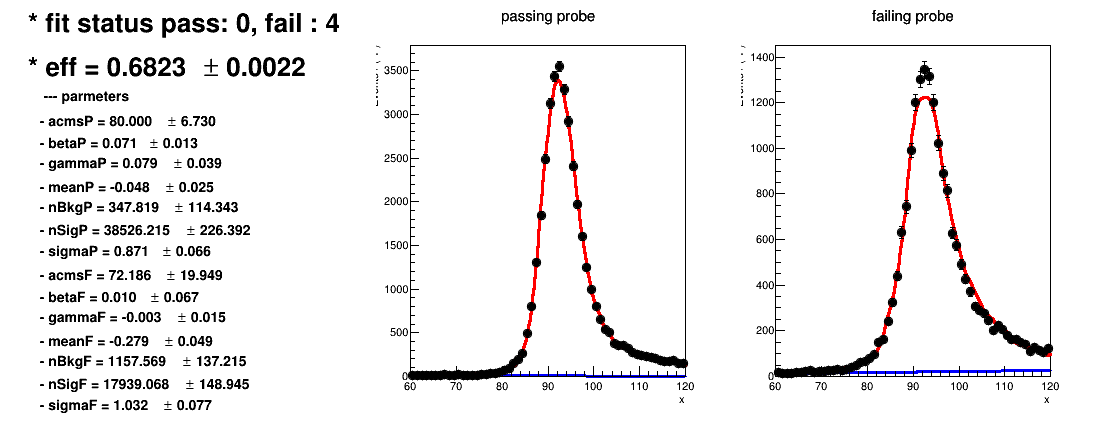 * fit status pass: 0, fail : 4
* eff = 0.6823 ± 0.0022
--- parmeters
- acmsP = 80.000 ± 6.730
- betaP = 0.071 ± 0.013
- gammaP = 0.079 ± 0.039
- meanP = -0.048 ± 0.025
- nBkgP = 347.819 ± 114.343
- nSigP = 38526.215 ± 226.392
- sigmaP = 0.871 ± 0.066
- acmsF = 72.186 ± 19.949
- betaF = 0.010 ± 0.067
- gammaF = -0.003 ± 0.015
- meanF = -0.279 ± 0.049
- nBkgF = 1157.569 ± 137.215
- nSigF = 17939.068 ± 148.945
- sigmaF = 1.032 ± 0.077
passing probe
3500
3000
2500
2000
1500
1000
500
0
60 70 80 90 100 110 120
x
failing probe
1400
1200
1000
800
600
400
200
0
60 70 80 90 100 110 120
x